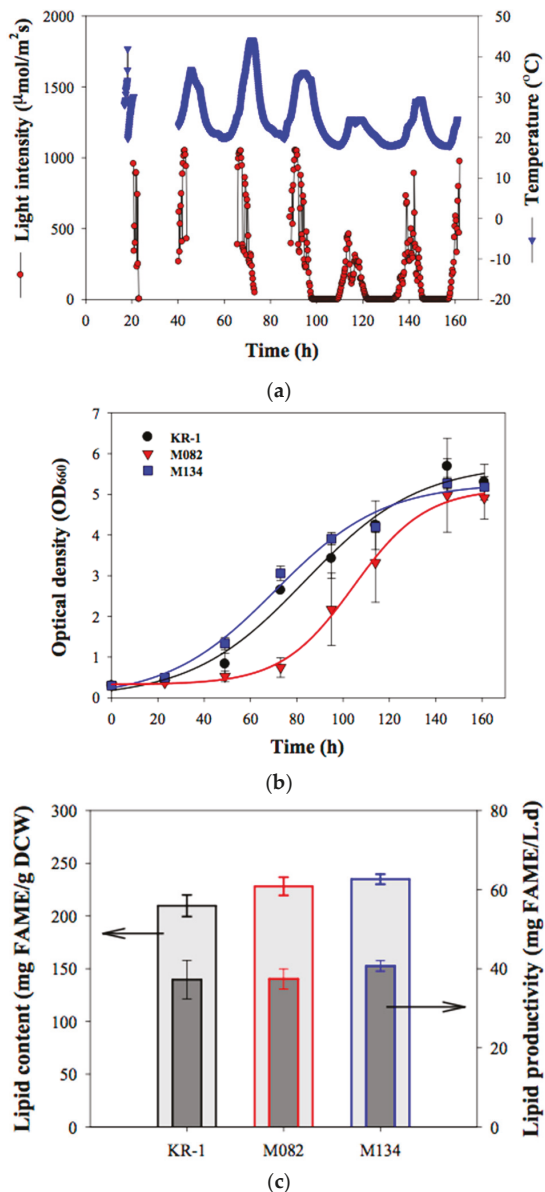 2000
1500
1000
500
0
Light intensity (µmol/m²s)
50
40
30
20
10
0
-10
-20
Temperature (°C)
0 20 40 60 80 100 120 140 160
Time (h)
(a)
7
6
5
4
3
2
1
0
Optical density (OD₆₆₀)
KR-1
M082
M134
0 20 40 60 80 100 120 140 160
Time (h)
(b)
300
250
200
150
100
50
0
Lipid content (mg FAME/g DCW)
80
60
40
20
0
Lipid productivity (mg FAME/L.d)
KR-1 M082 M134
(c)